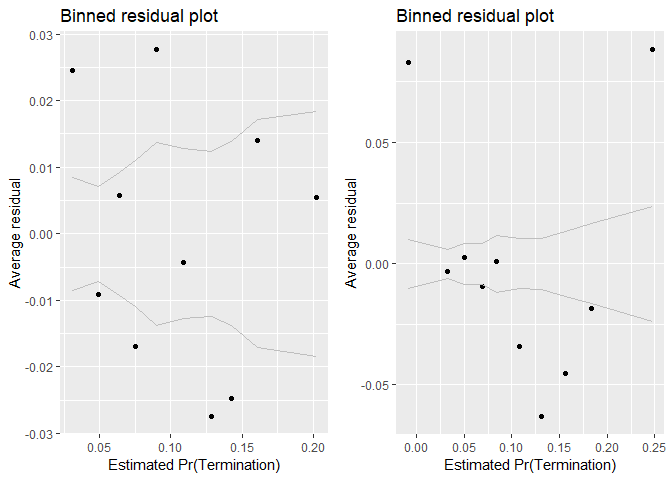 Binned residual plot
0.03
0.02
0.01
0.00
-0.01
-0.02
-0.03
Average residual
0.05 0.10 0.15 0.20
Estimated Pr(Termination)
Binned residual plot
0.05
0.00
-0.05
Average residual
0.00 0.05 0.10 0.15 0.20 0.25
Estimated Pr(Termination)